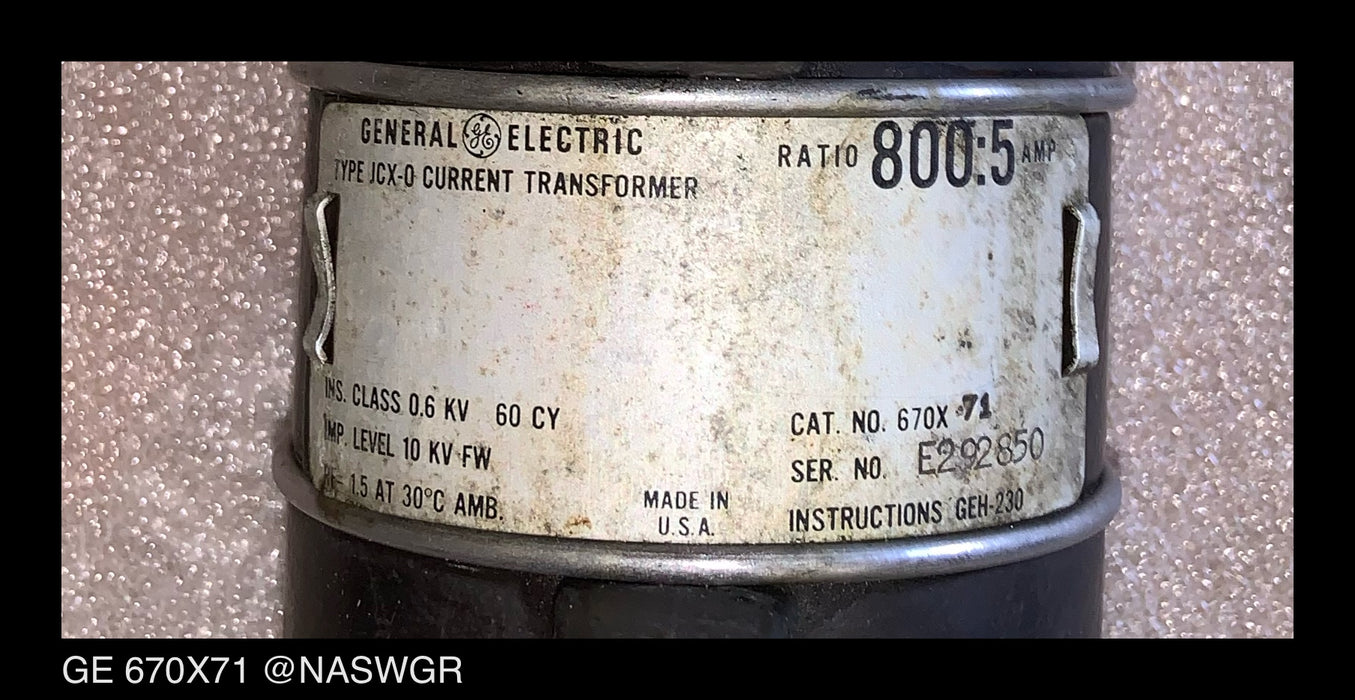 GENERAL GE ELECTRIC
TYPE JCX-0 CURRENT TRANSFORMER
RATIO 800:5 AMP
INS. CLASS 0.6 KV 60 CY
IMP. LEVEL 10 KV FW
1.5 AT 30°C AMB.
MADE IN
U.S.A.
CAT. NO. 670X 71
SER. NO. E292850
INSTRUCTIONS GEH-230
GE 670X71 @NASWGR